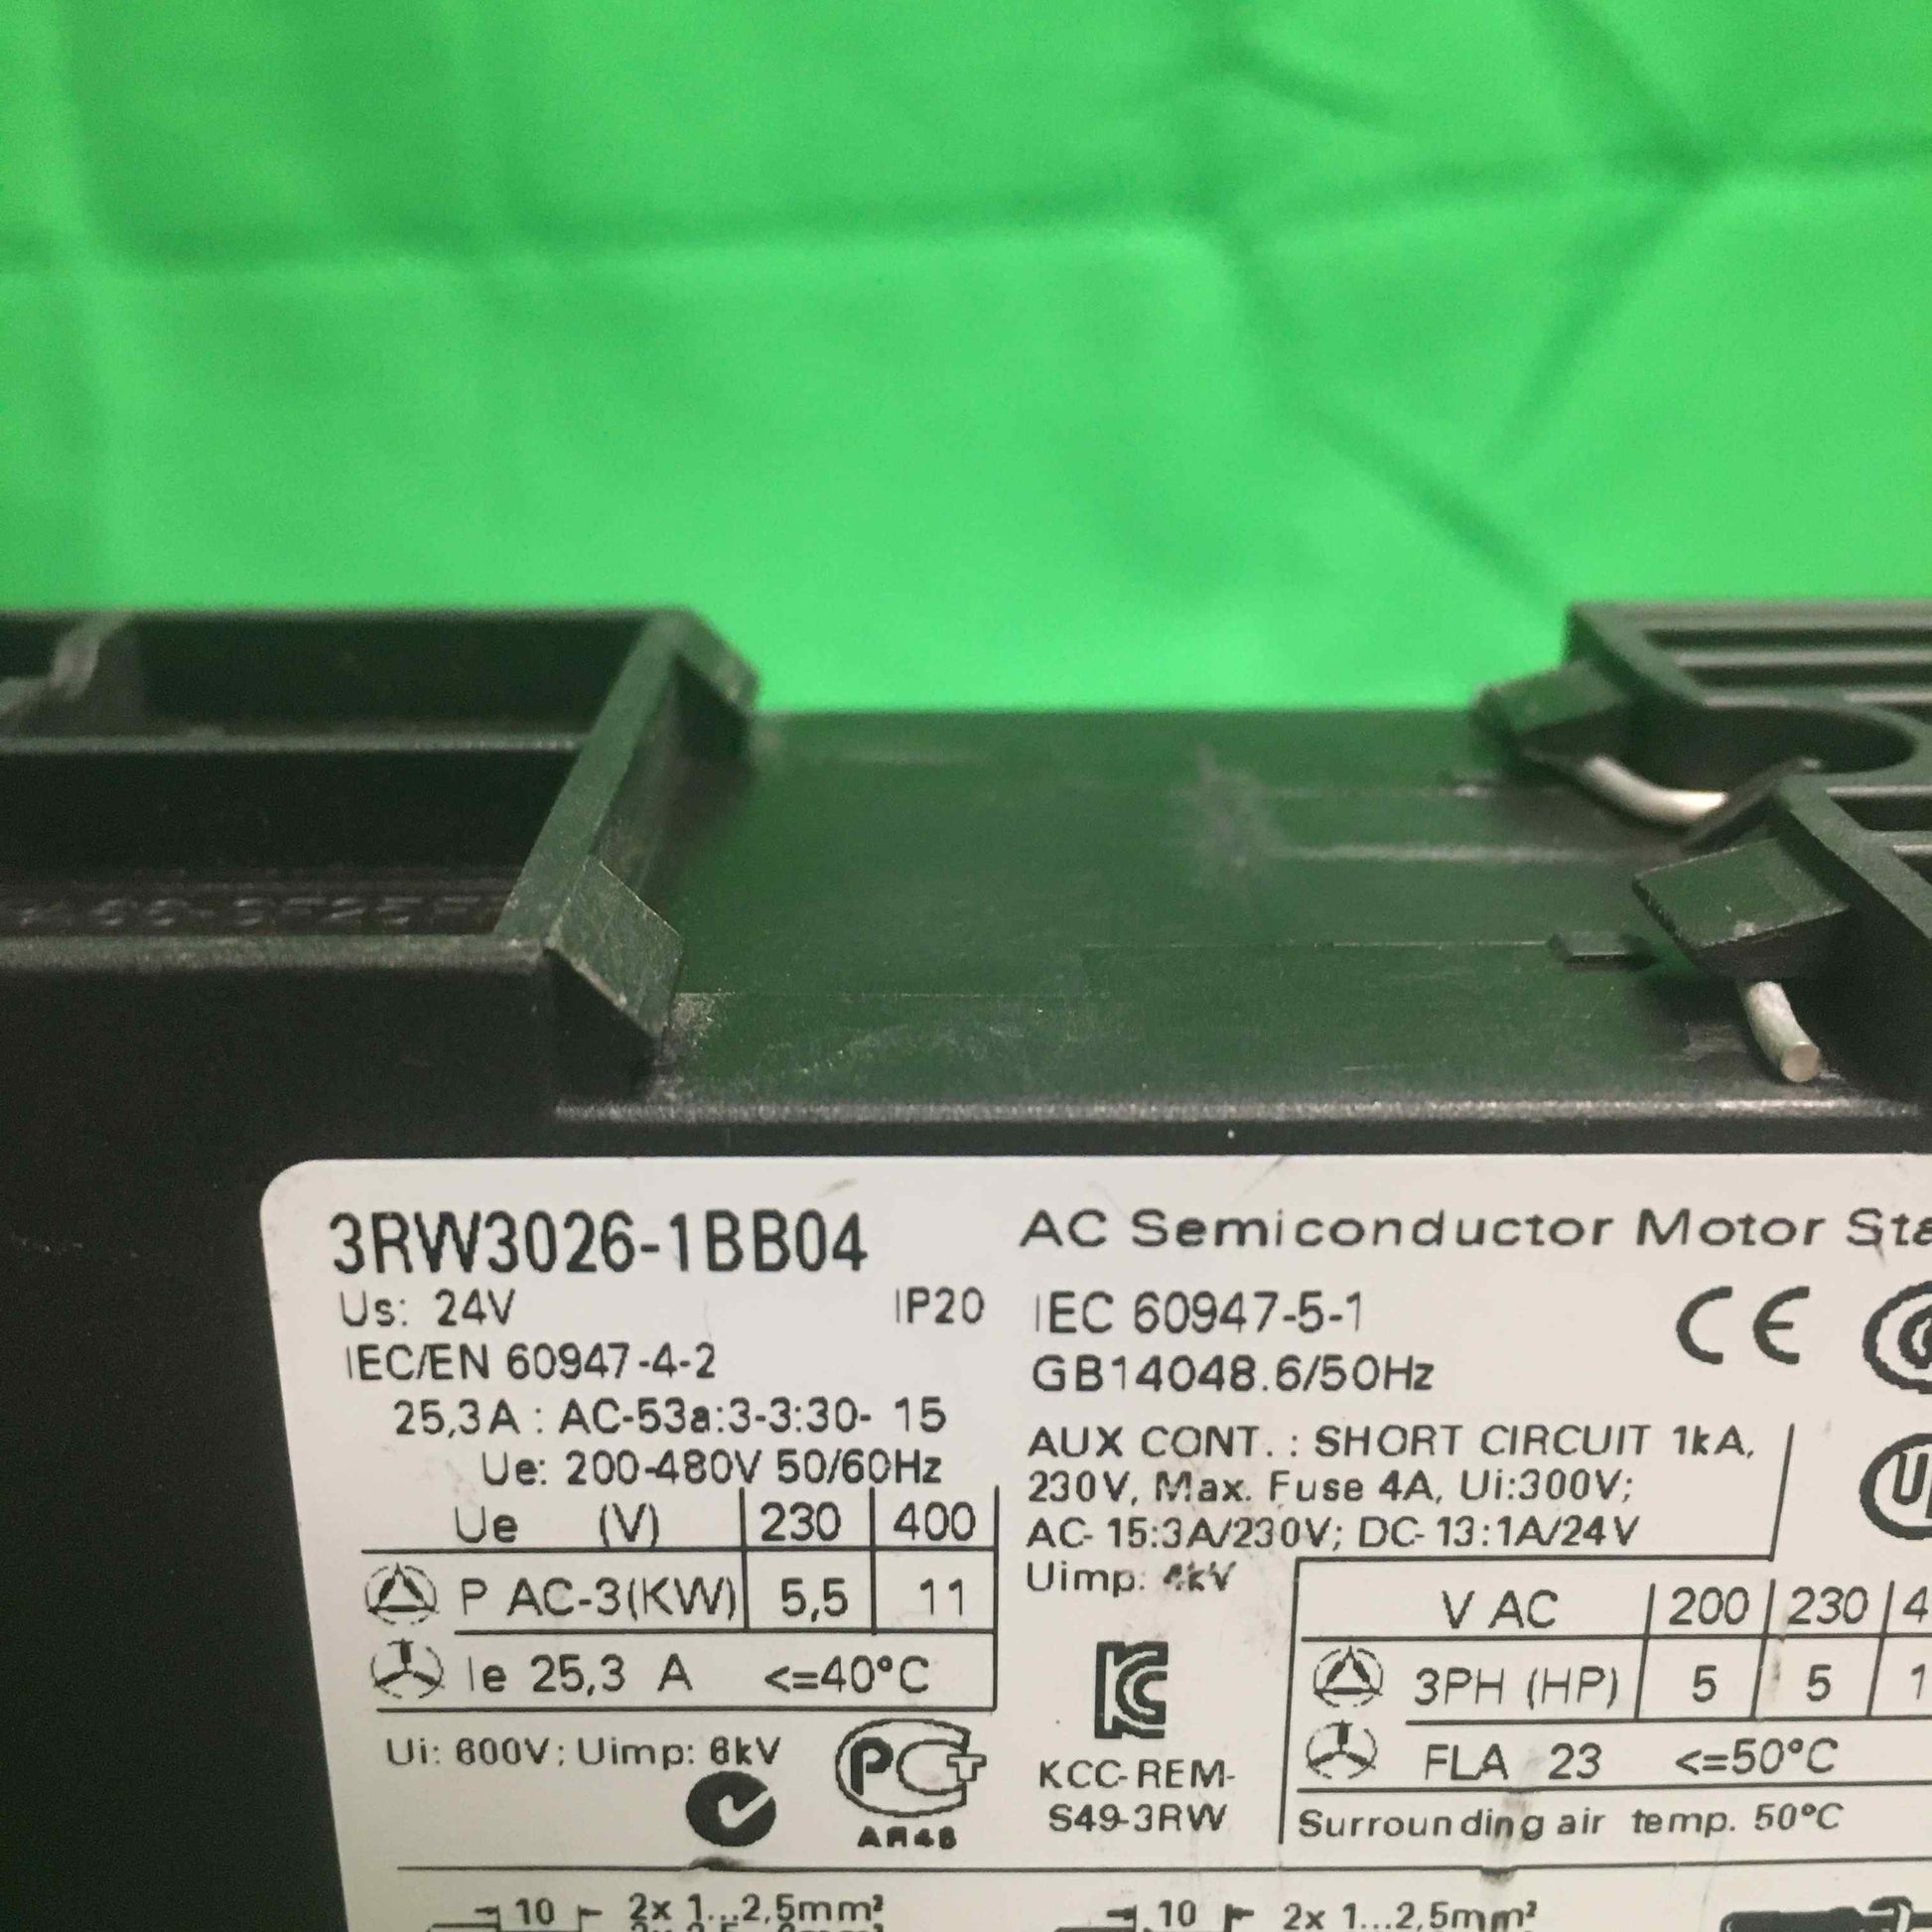 3RW3026-1BB04
Us: 24V IP20
IEC/EN 60947-4-2
25,3A : AC-53a:3-3:30- 15
Ue: 200-480V 50/60Hz
Ue (V) 230 400
P AC-3(KW) 5,5 11
Ie 25,3 A <=40°C
Ui: 600V; Uimp: 6kV
AC Semiconductor Motor
IEC 60947-5-1
GB14048.6/50Hz
CE
AUX CONT. : SHORT CIRCUIT 1kA,
230V, Max. Fuse 4A, Ui:300V;
AC- 15:3A/230V; DC- 13:1A/24V
Uimp: 4kV
KCC-REM-
S49-3RW
V AC 200 230
3PH (HP) 5 5
FLA 23 <=50°C
Surrounding air temp. 50°C
10 2x 1...2,5mm²
10 2x 1...2,5mm²